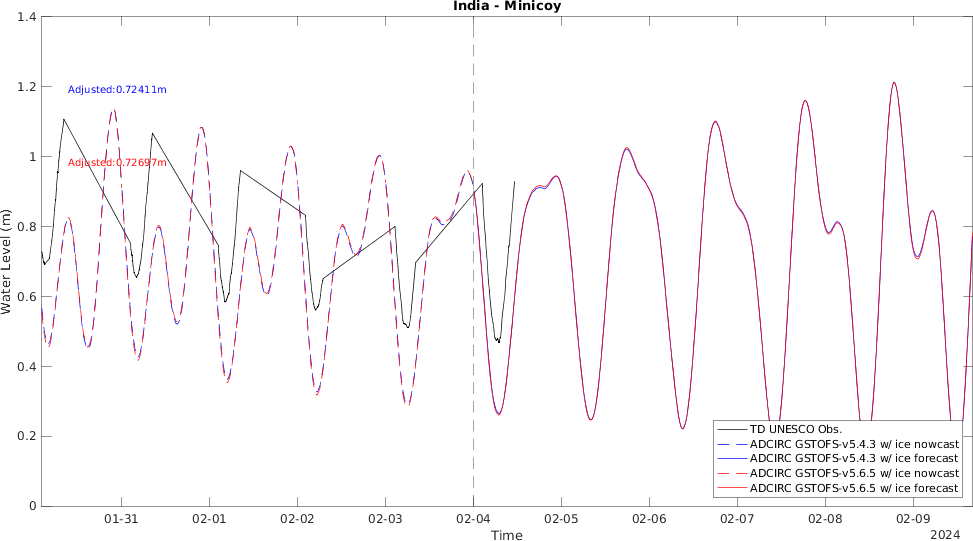 India - Minicoy
1.4
1.2
1
0.8
0.6
0.4
0.2
0
Water Level (m)
Adjusted:0.72411m
Adjusted:0.72697m
TD UNESCO Obs.
ADCIRC GSTOFS-v5.4.3 w/ ice nowcast
ADCIRC GSTOFS-v5.4.3 w/ ice forecast
ADCIRC GSTOFS-v5.6.5 w/ ice nowcast
ADCIRC GSTOFS-v5.6.5 w/ ice forecast
01-31 02-01 02-02 02-03 02-04 02-05 02-06 02-07 02-08 02-09
Time
2024